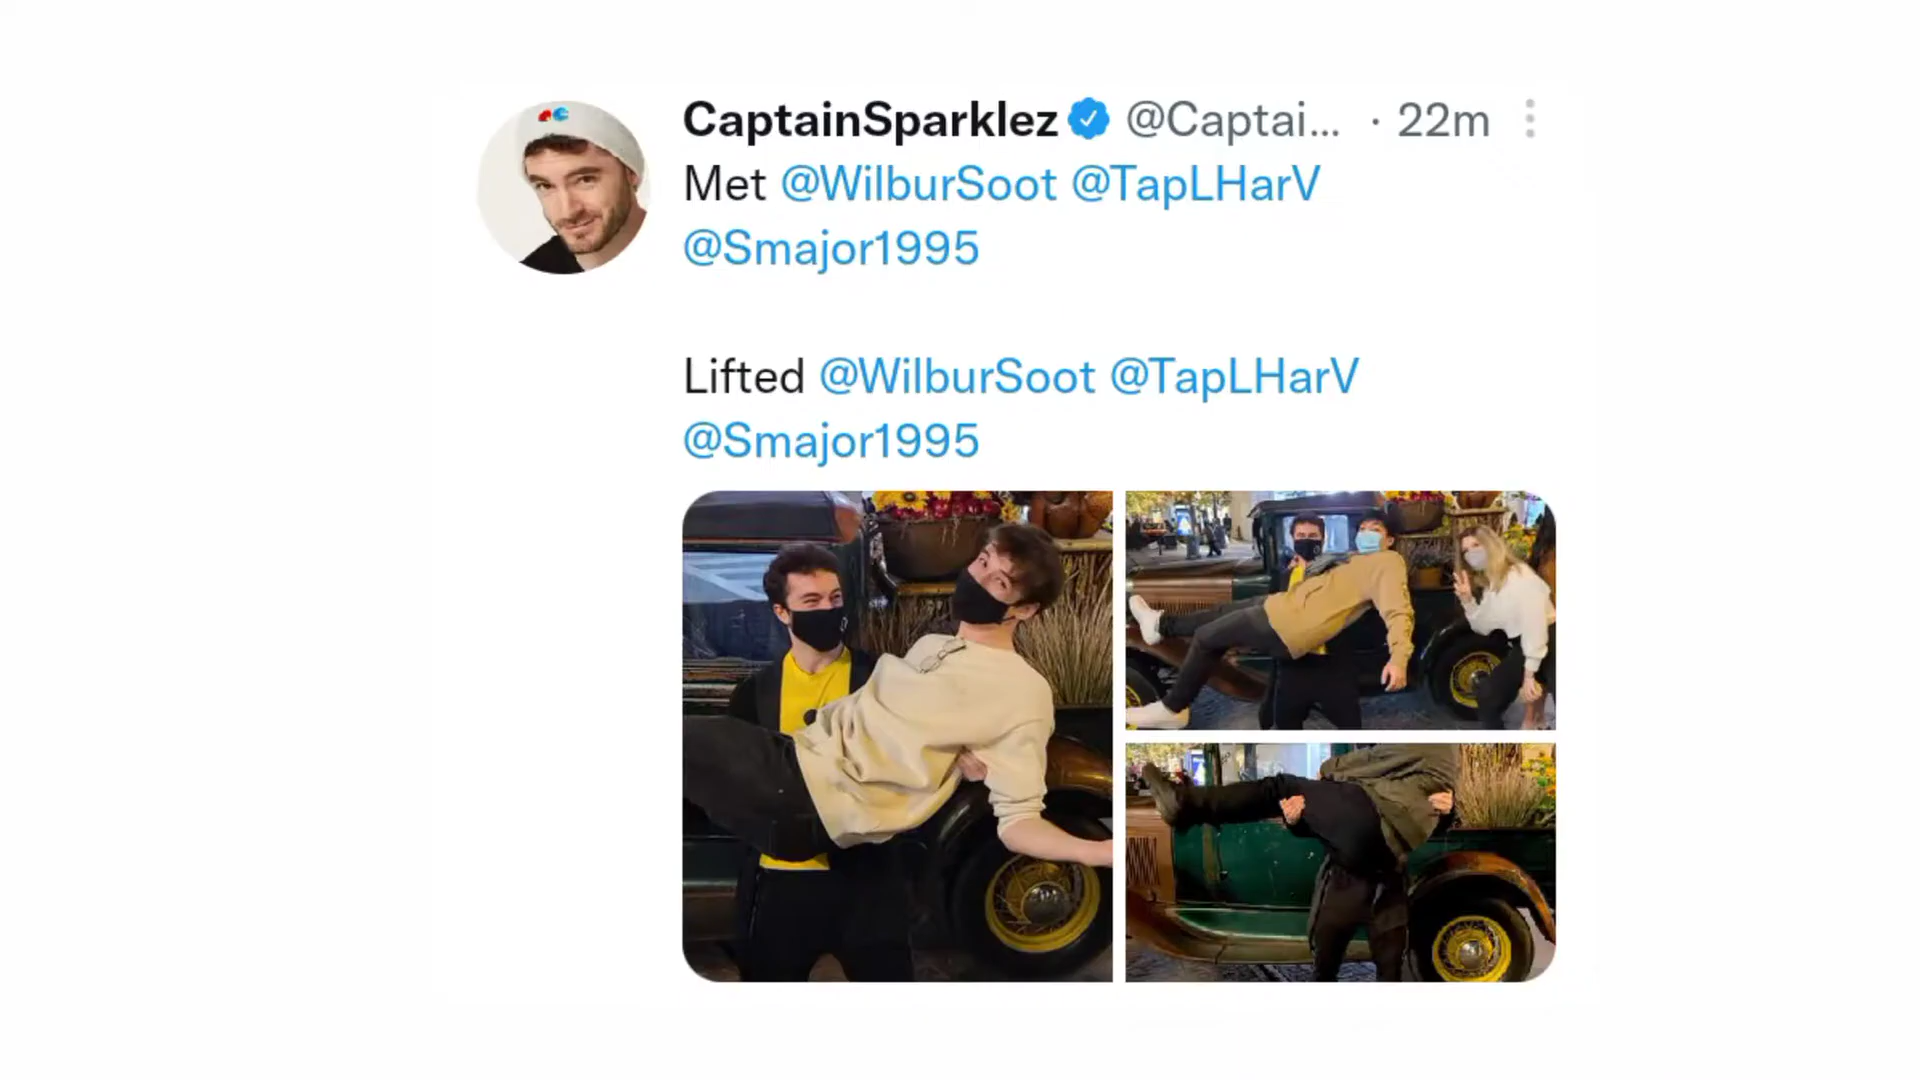 CaptainSparklez @Captai... · 22m
Met @WilburSoot @TapLHarV
@Smajor1995
Lifted @WilburSoot @TapLHarV
@Smajor1995